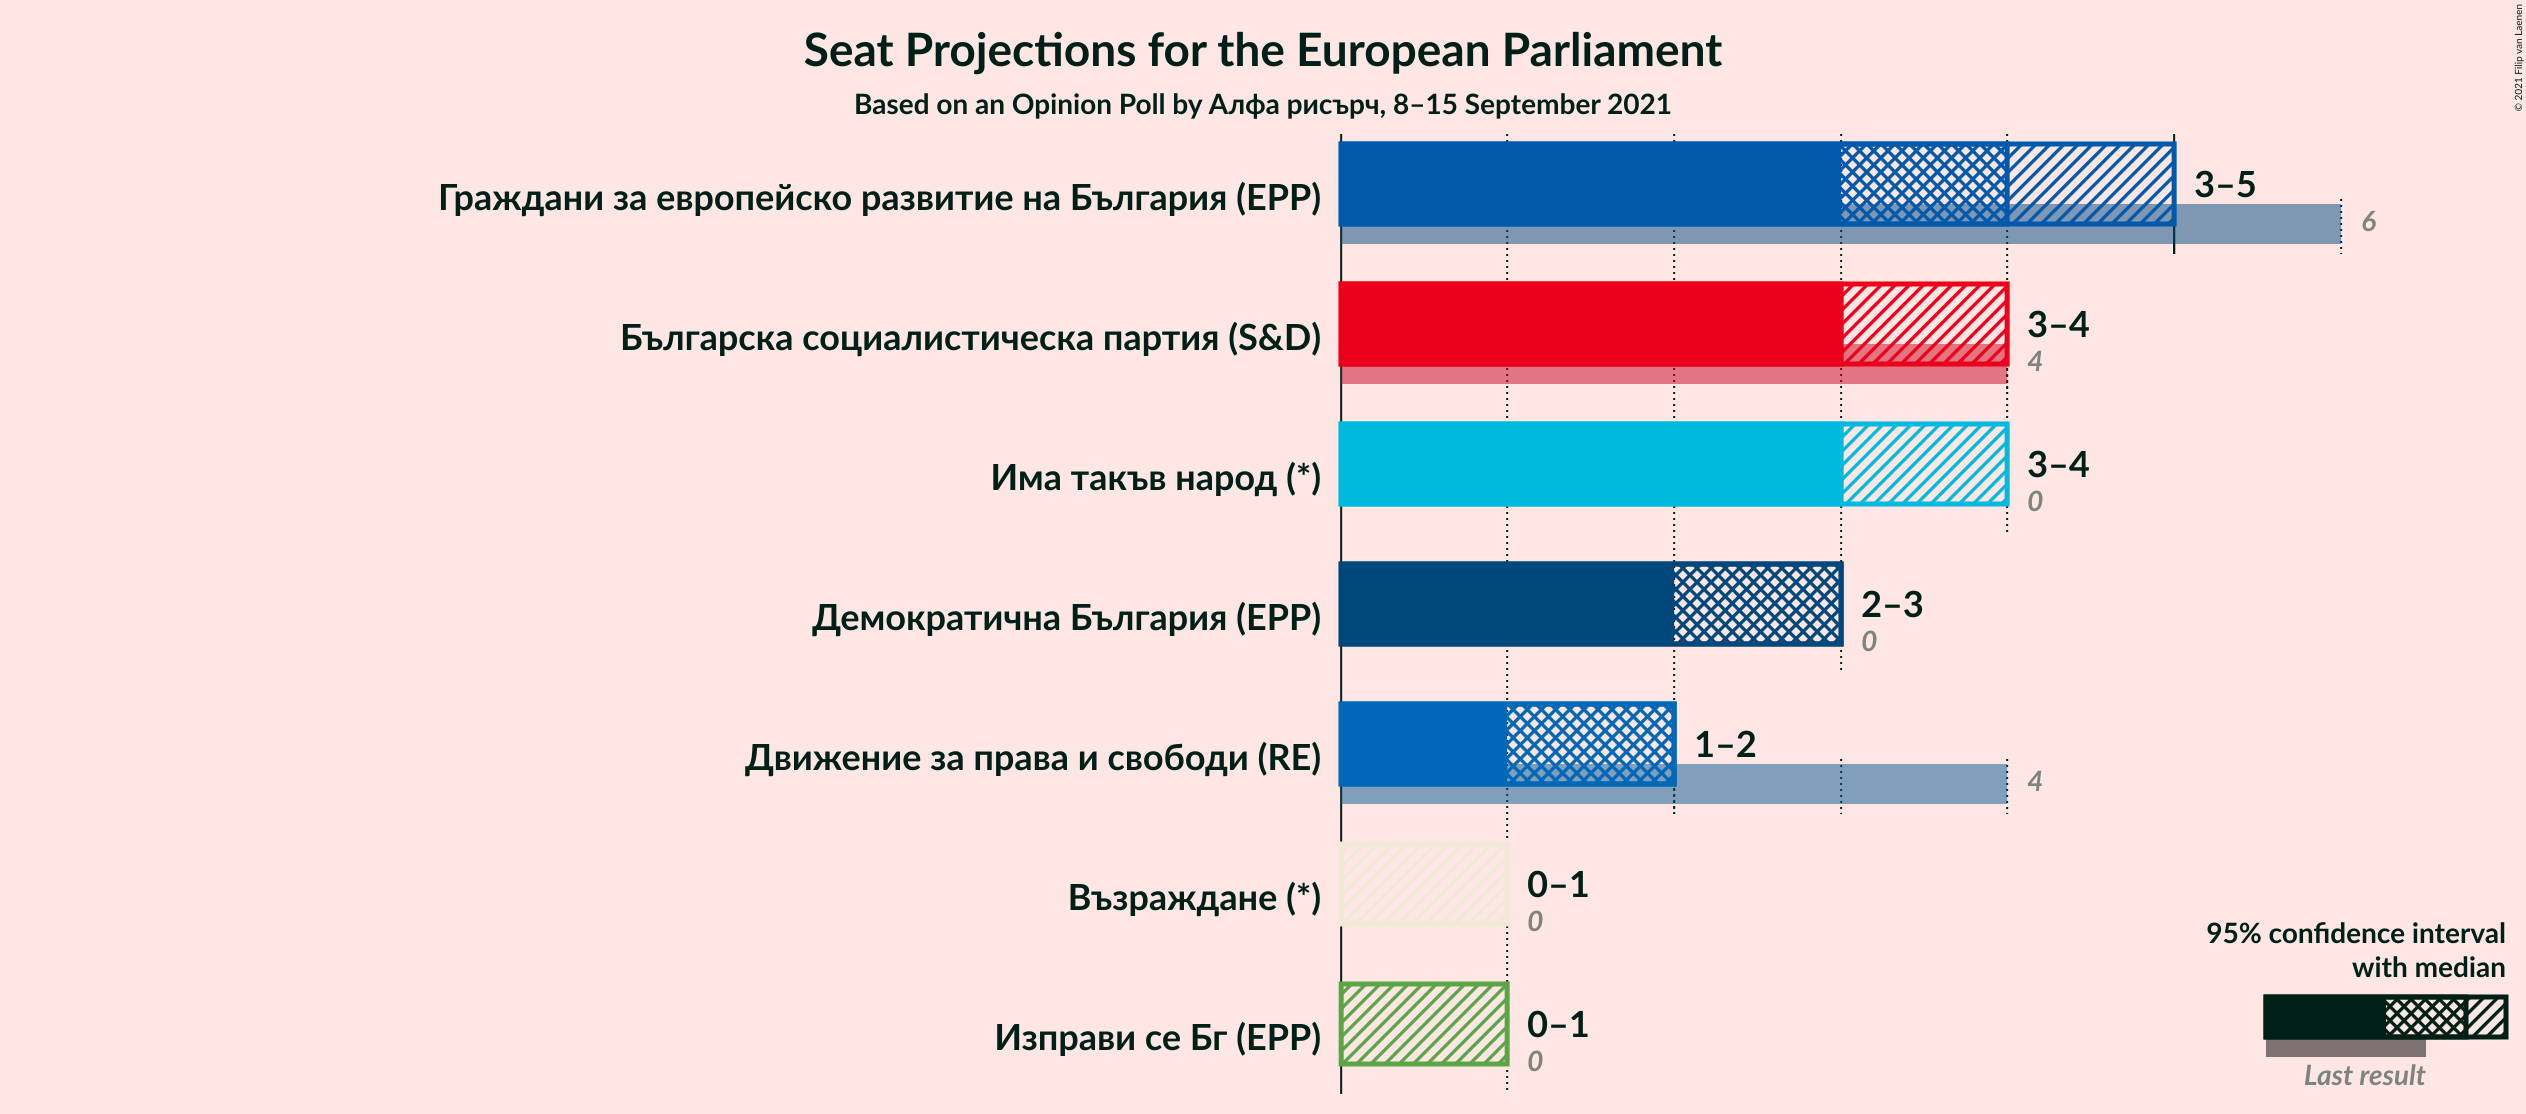 Seat Projections for the European Parliament
Based on an Opinion Poll by Алфа рисърч, 8–15 September 2021
© 2021 Filip van Laenen
Граждани за европейско развитие на България (EPP)
3–5
6
Българска социалистическа партия (S&D)
3–4
4
Има такъв народ (*)
3–4
0
Демократична България (EPP)
2–3
0
Движение за права и свободи (RE)
1–2
4
Възраждане (*)
0–1
0
Изправи се Бг (EPP)
0–1
0
95% confidence interval
with median
Last result